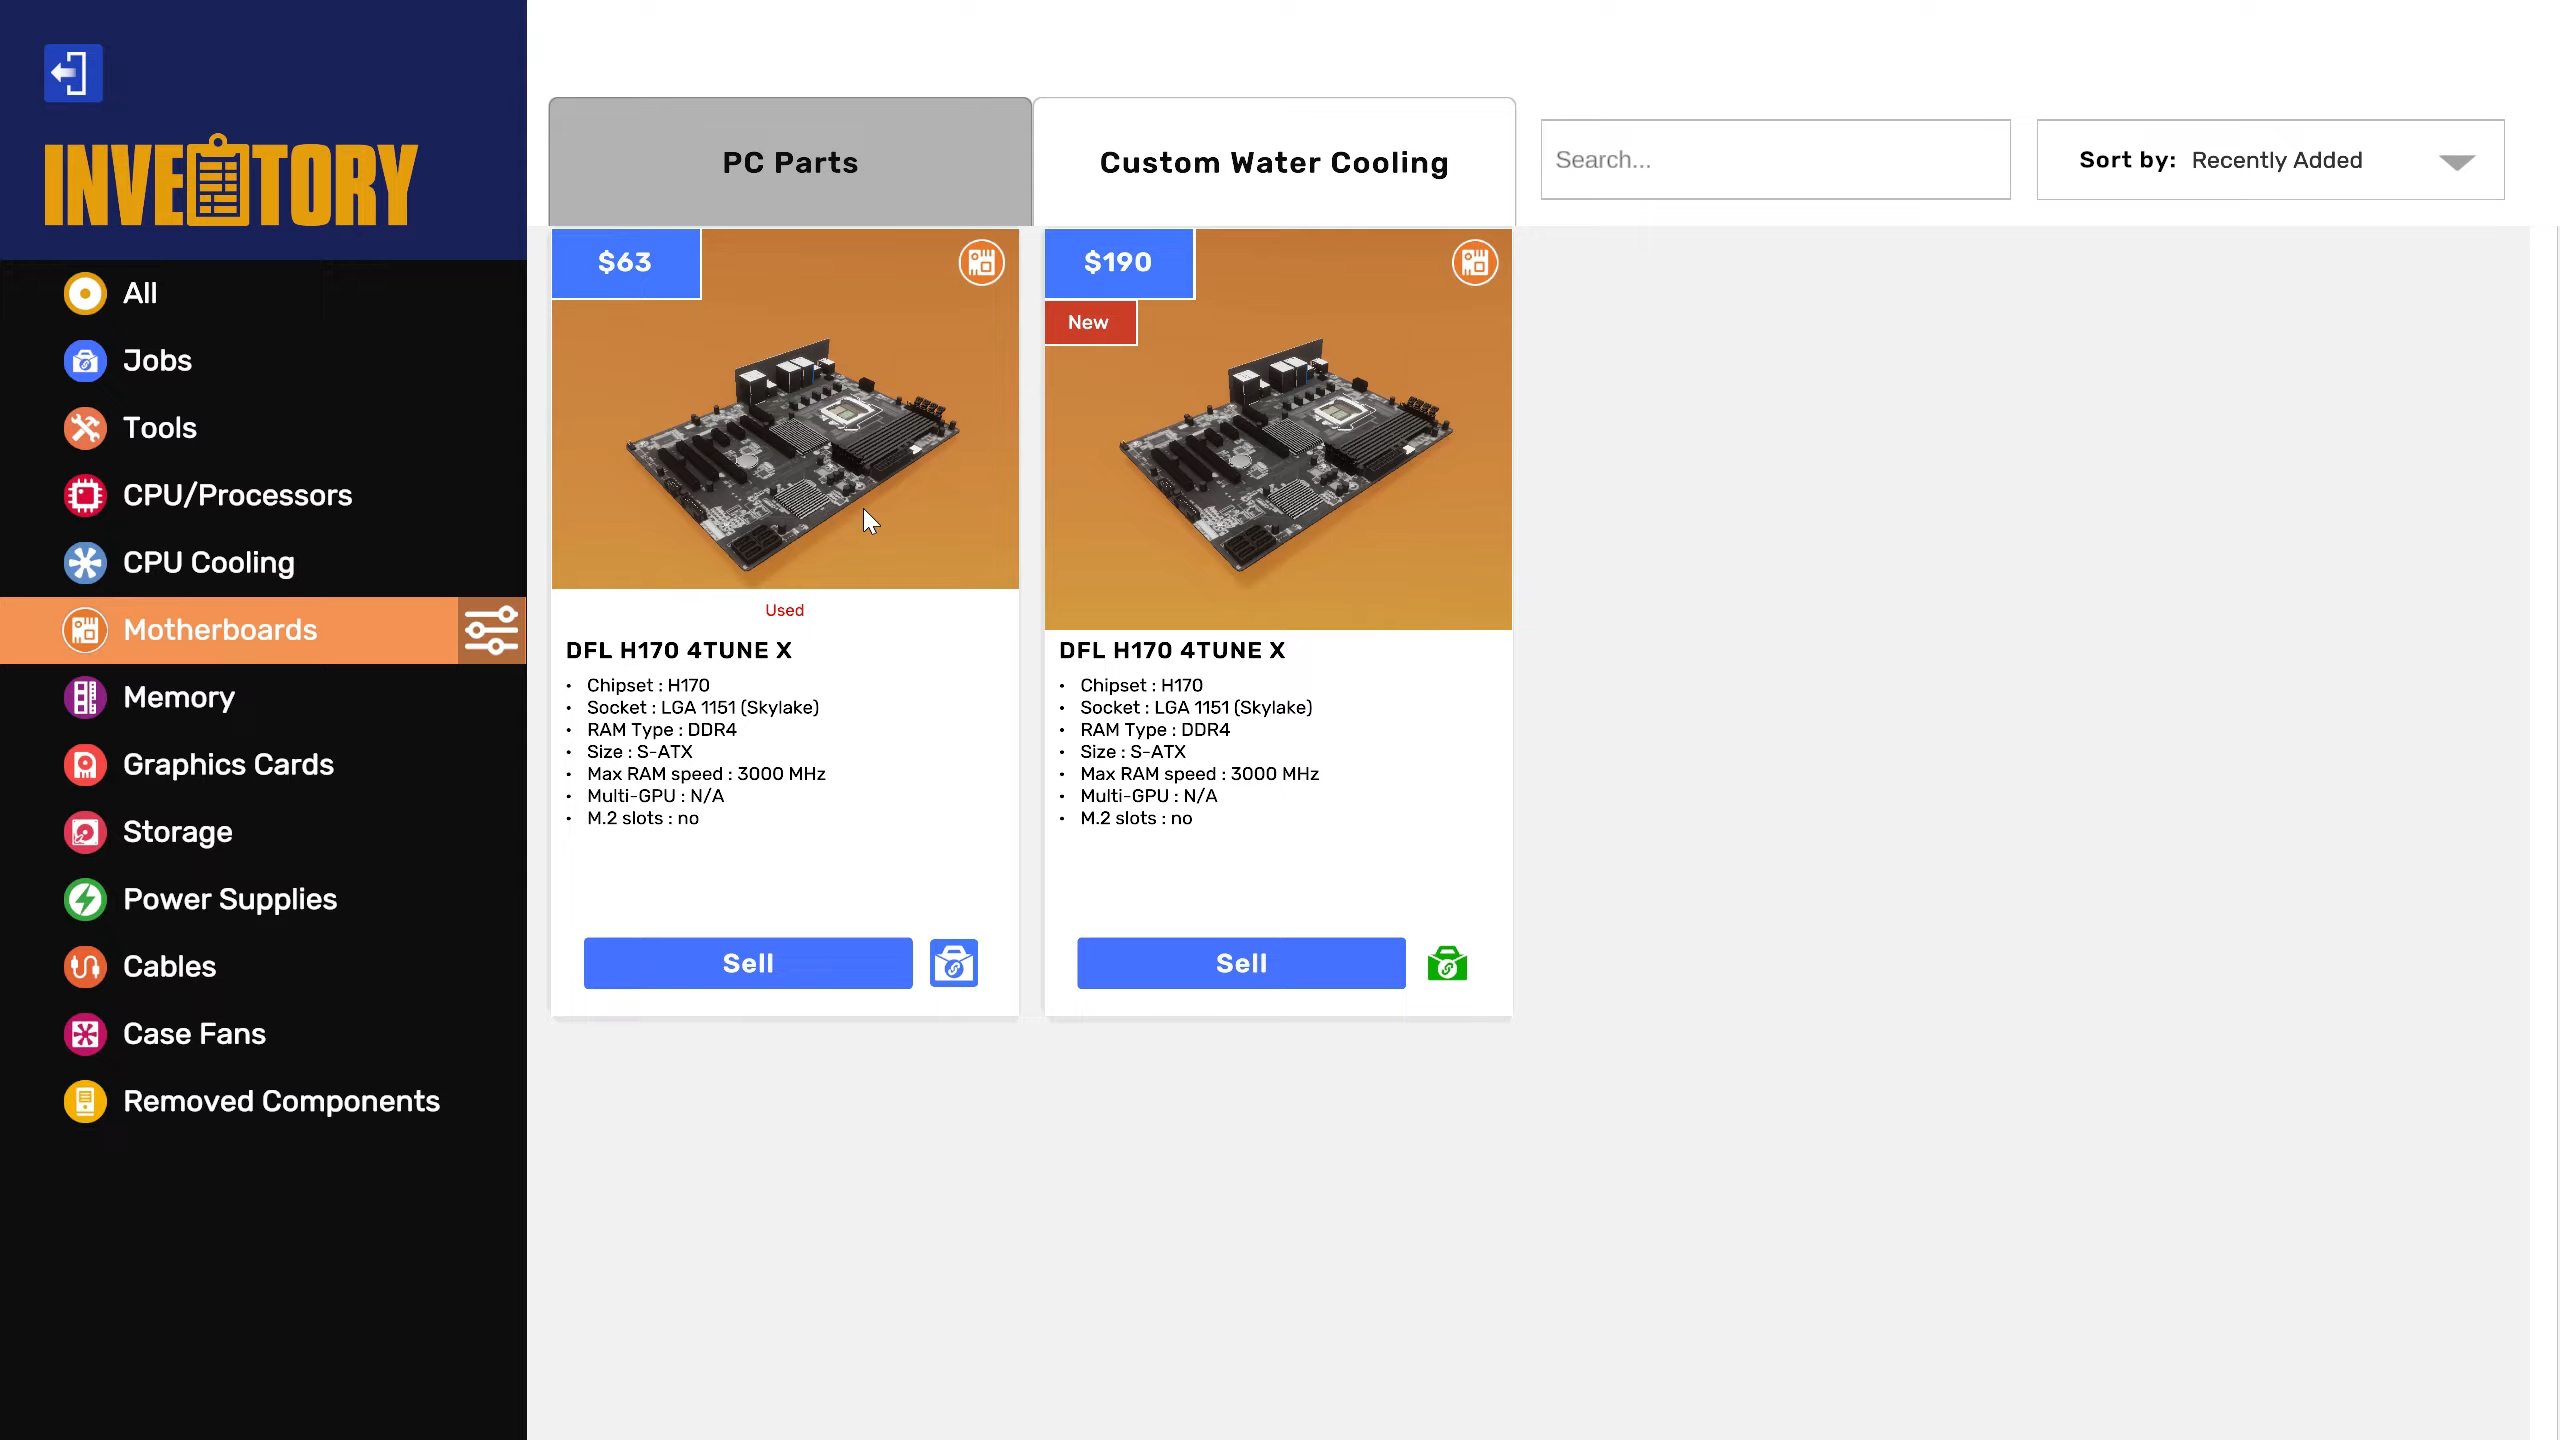 INVENTORY
All
Jobs
Tools
CPU/Processors
CPU Cooling
Motherboards
Memory
Graphics Cards
Storage
Power Supplies
Cables
Case Fans
Removed Components
PC Parts
Custom Water Cooling
Search...
Sort by: Recently Added
$63
Used
DFL H170 4TUNE X
• Chipset : H170
• Socket : LGA 1151 (Skylake)
• RAM Type : DDR4
• Size : S-ATX
• Max RAM speed : 3000 MHz
• Multi-GPU : N/A
• M.2 slots : no
Sell
$190
New
DFL H170 4TUNE X
• Chipset : H170
• Socket : LGA 1151 (Skylake)
• RAM Type : DDR4
• Size : S-ATX
• Max RAM speed : 3000 MHz
• Multi-GPU : N/A
• M.2 slots : no
Sell